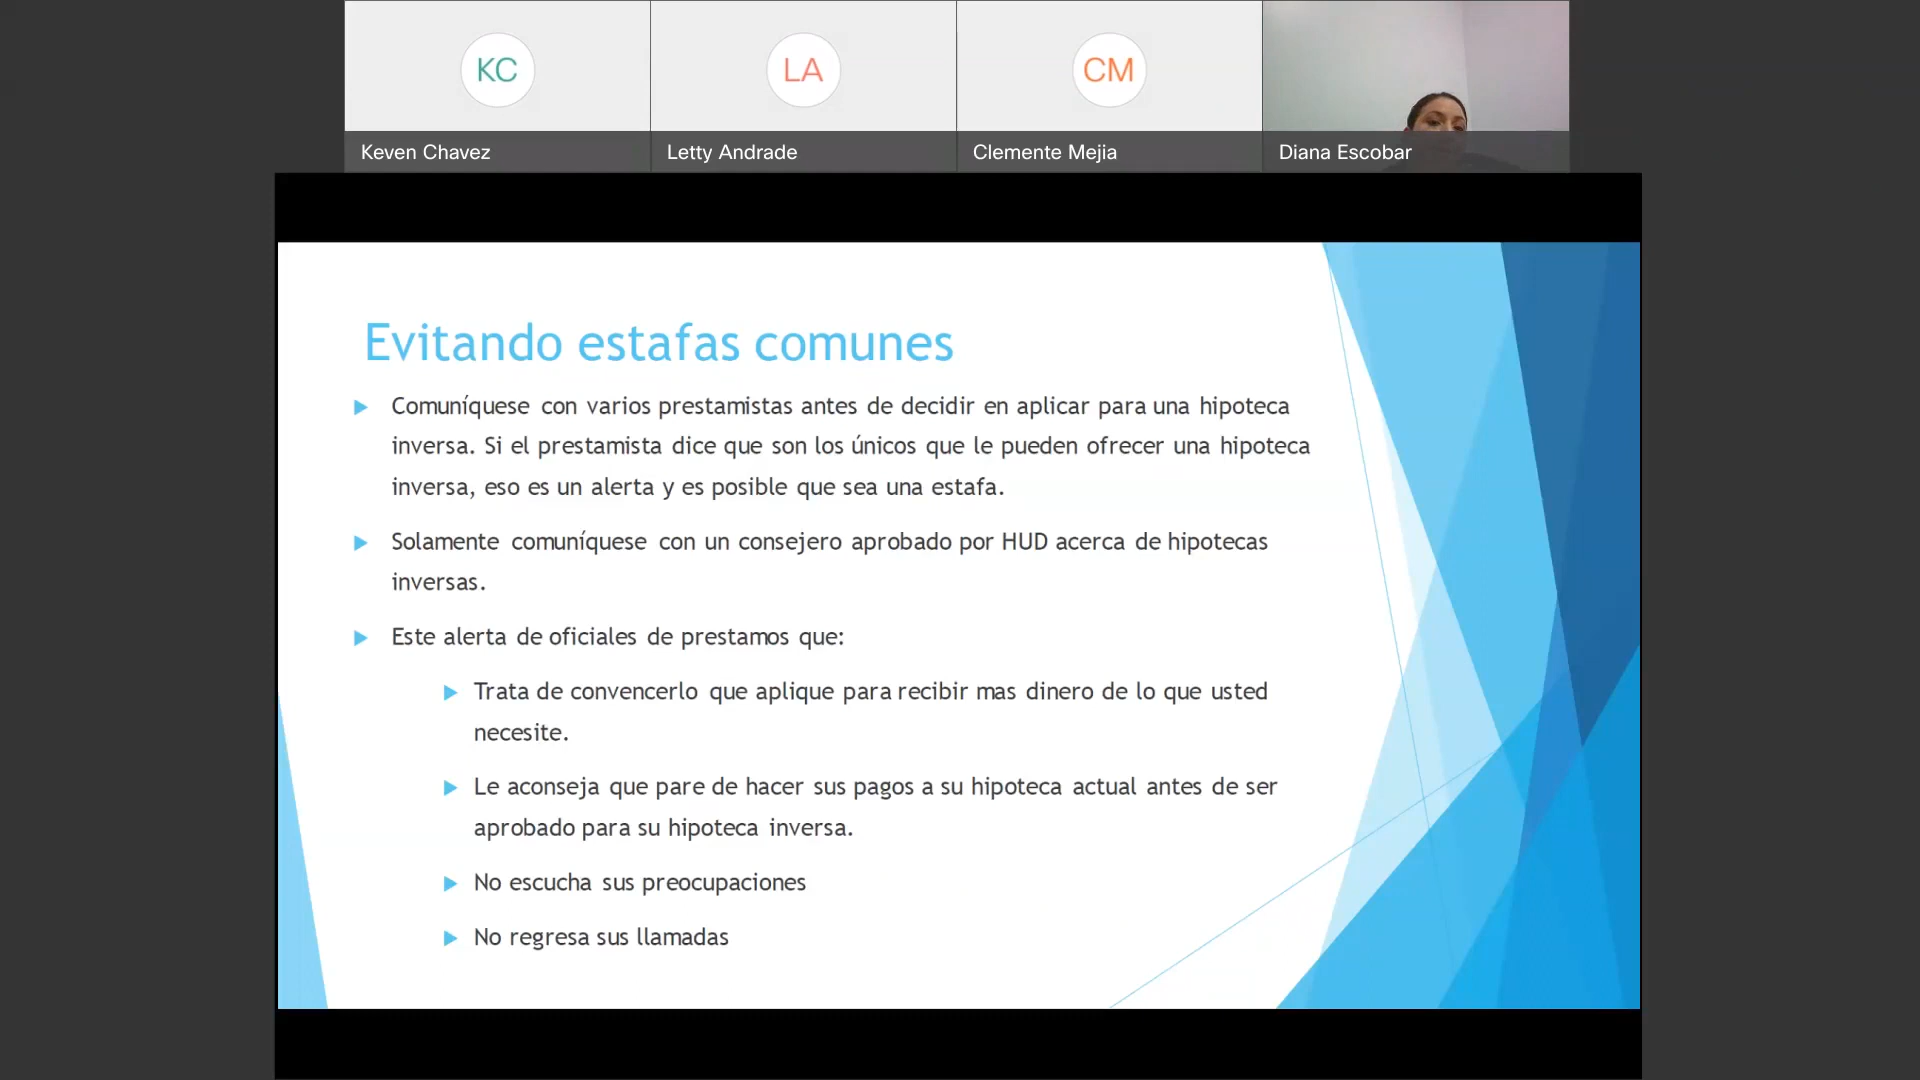 KC
LA
CM
Keven Chavez
Letty Andrade
Clemente Mejia
Diana Escobar
Evitando estafas comunes
Comuníquese con varios prestamistas antes de decidir en aplicar para una hipoteca
inversa. Si el prestamista dice que son los únicos que le pueden ofrecer una hipoteca
inversa, eso es un alerta y es posible que sea una estafa.
Solamente comuníquese con un consejero aprobado por HUD acerca de hipotecas
inversas.
Este alerta de oficiales de prestamos que:
Trata de convencerlo que aplique para recibir mas dinero de lo que usted
necesite.
Le aconseja que pare de hacer sus pagos a su hipoteca actual antes de ser
aprobado para su hipoteca inversa.
No escucha sus preocupaciones
No regresa sus llamadas